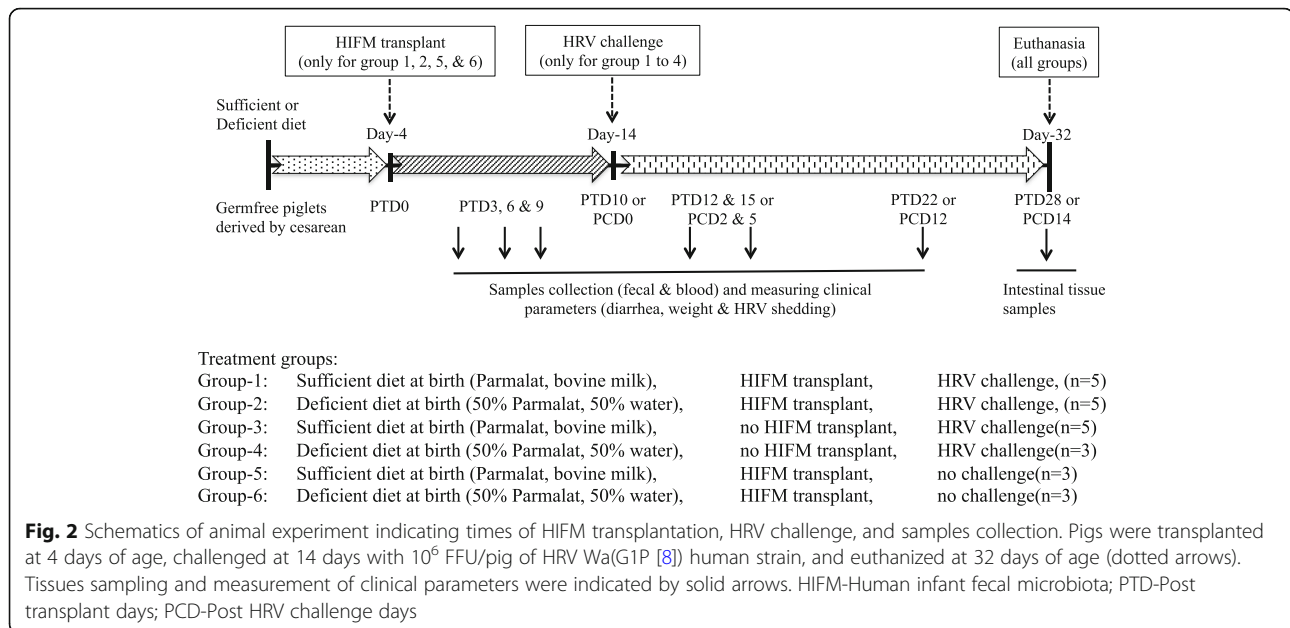 HIFM transplant
(only for group 1, 2, 5, & 6)
HRV challenge
(only for group 1 to 4)
Euthanasia
(all groups)
Sufficient or
Deficient diet
Day-4
Day-14
Day-32
Germfree piglets
derived by cesarean
PTD0
PTD3, 6 & 9
PTD10 or
PCD0
PTD12 & 15 or
PCD2 & 5
PTD22 or
PCD12
PTD28 or
PCD14
Samples collection (fecal & blood) and measuring clinical
parameters (diarrhea, weight & HRV shedding)
Intestinal tissue
samples
Treatment groups:
Group-1: Sufficient diet at birth (Parmalat, bovine milk), HIFM transplant, HRV challenge, (n=5)
Group-2: Deficient diet at birth (50% Parmalat, 50% water), HIFM transplant, HRV challenge, (n=5)
Group-3: Sufficient diet at birth (Parmalat, bovine milk), no HIFM transplant, HRV challenge(n=5)
Group-4: Deficient diet at birth (50% Parmalat, 50% water), no HIFM transplant, HRV challenge(n=3)
Group-5: Sufficient diet at birth (Parmalat, bovine milk), HIFM transplant, no challenge(n=3)
Group-6: Deficient diet at birth (50% Parmalat, 50% water), HIFM transplant, no challenge(n=3)
Fig. 2 Schematics of animal experiment indicating times of HIFM transplantation, HRV challenge, and samples collection. Pigs were transplanted
at 4 days of age, challenged at 14 days with 10⁶ FFU/pig of HRV Wa(G1P [8]) human strain, and euthanized at 32 days of age (dotted arrows).
Tissues sampling and measurement of clinical parameters were indicated by solid arrows. HIFM-Human infant fecal microbiota; PTD-Post
transplant days; PCD-Post HRV challenge days